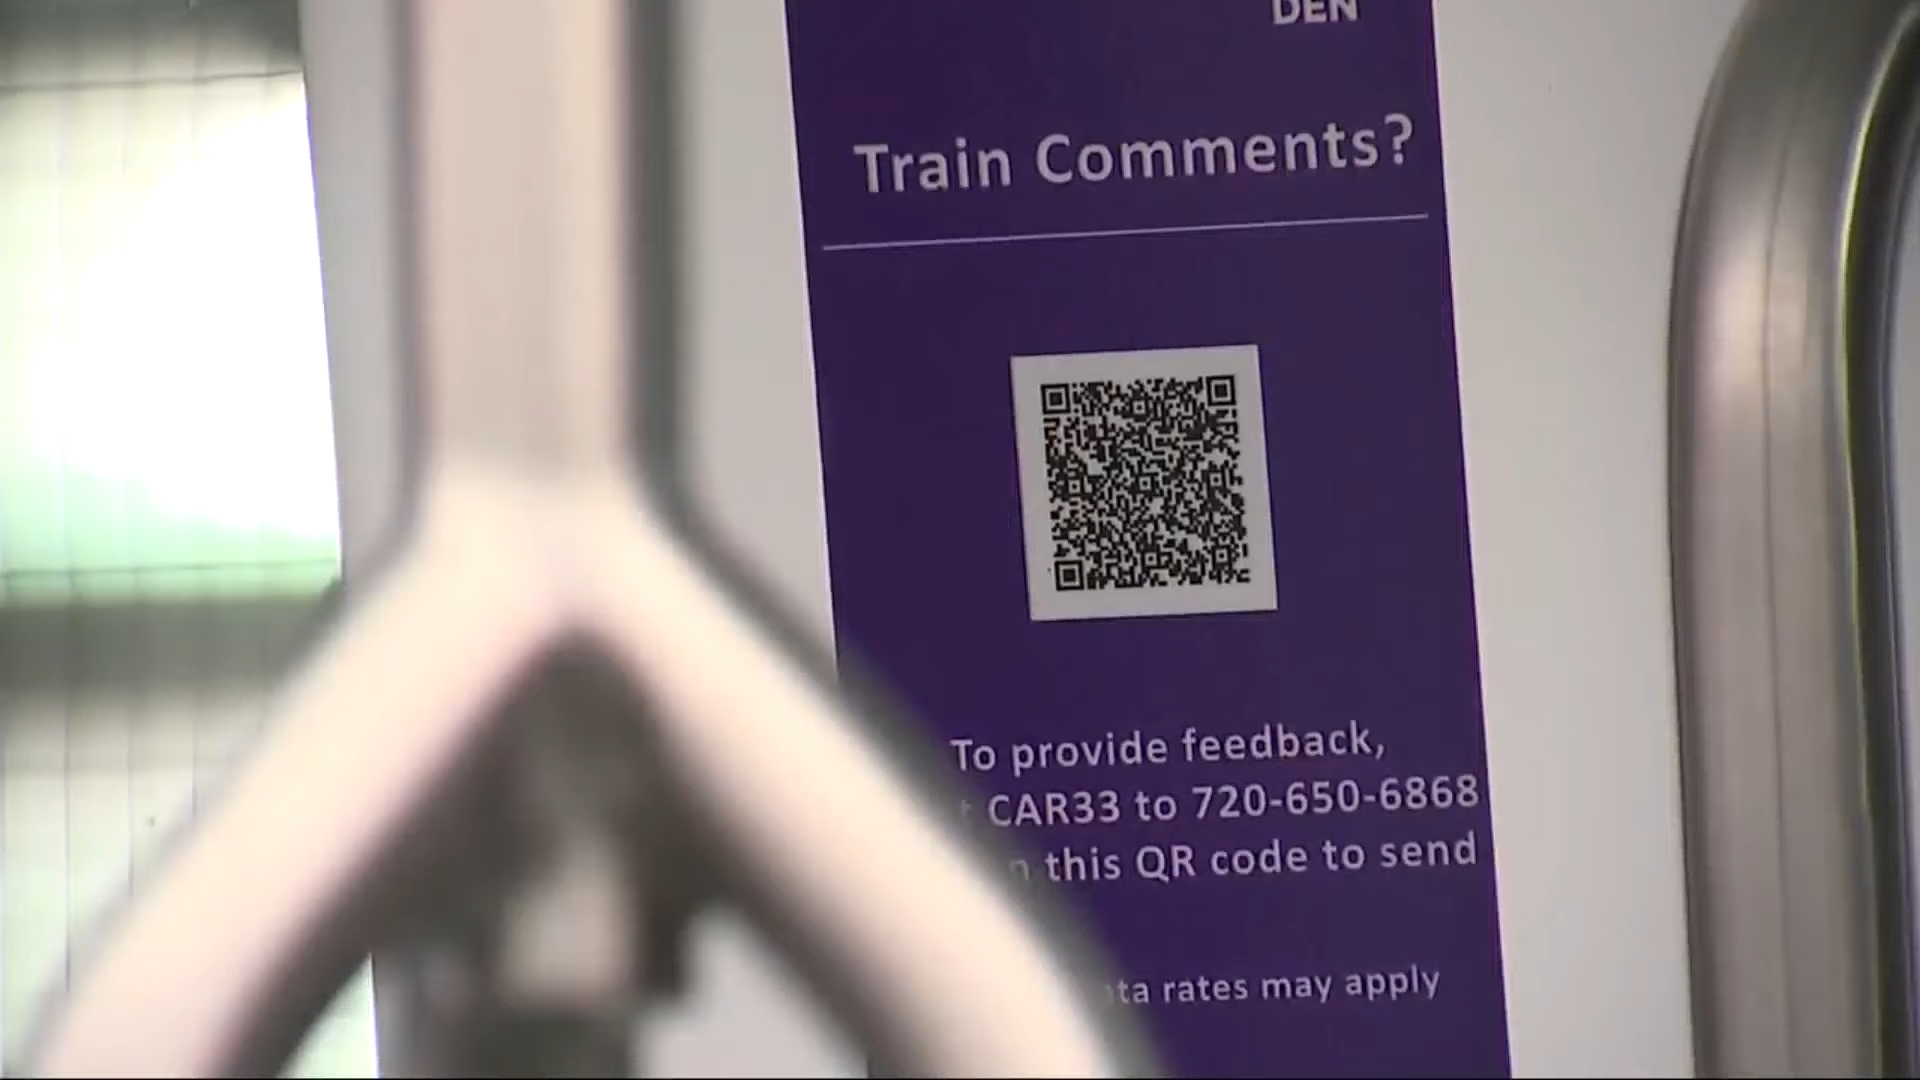 DEN
Train Comments?
To provide feedback,
CAR33 to 720-650-6868
this QR code to send
rates may apply